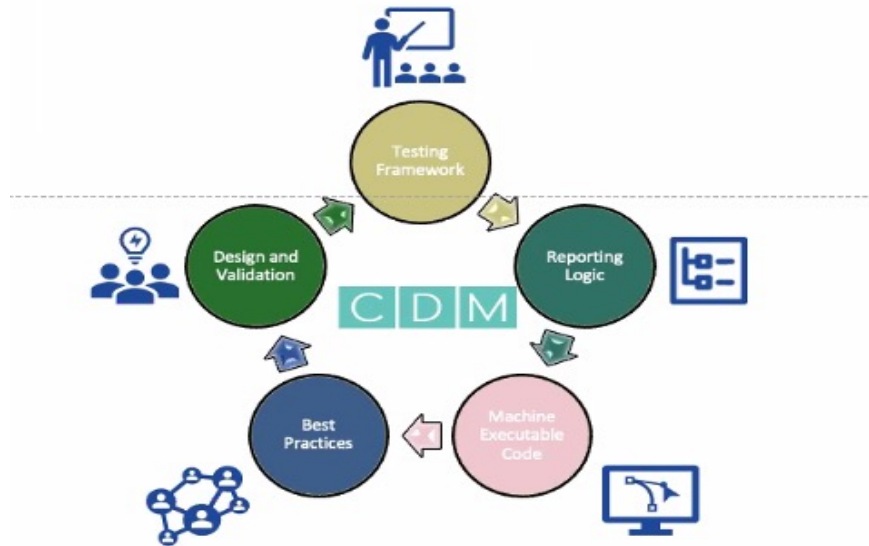 Testing
Framework
Design and
Validation
Reporting
Logic
CDM
Best
Practices
Machine
Executable
Code